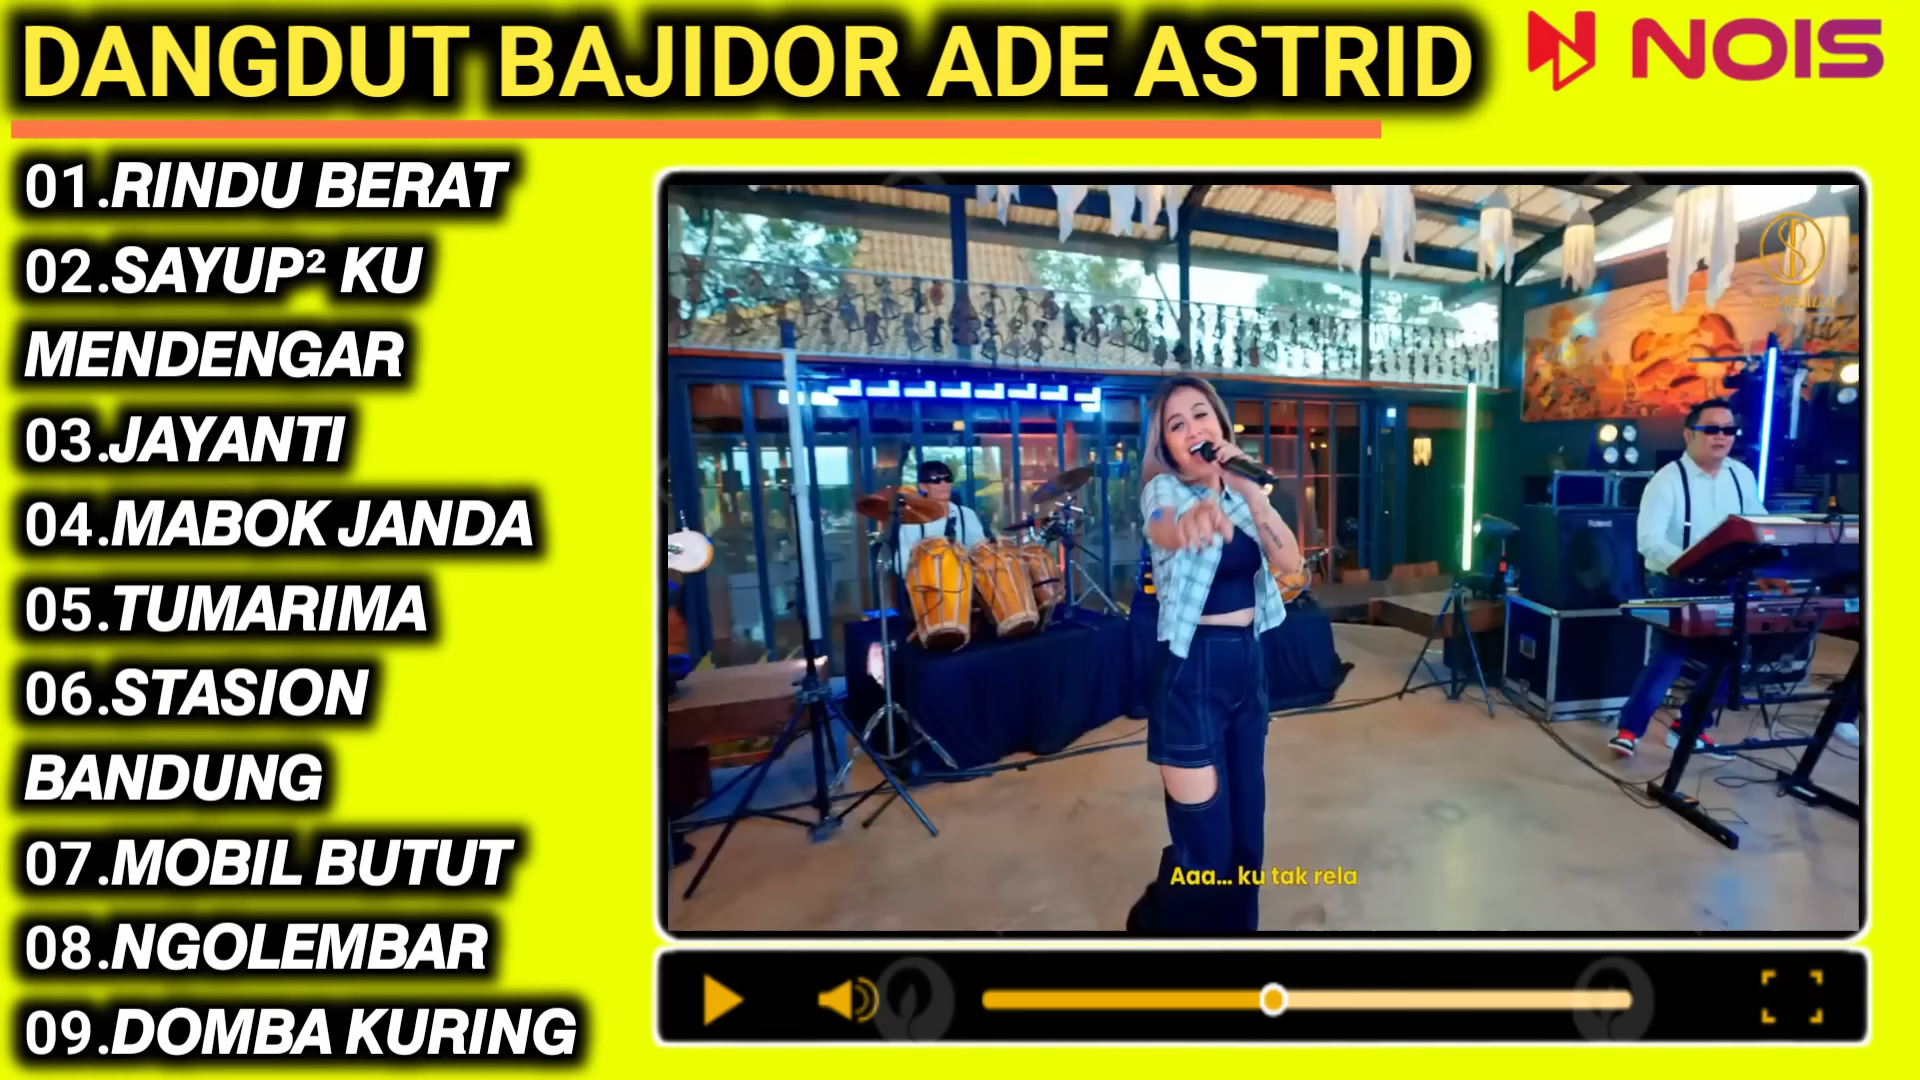 DANGDUT BAJIDOR ADE ASTRID
NOIS
01.RINDU BERAT
02.SAYUP² KU
MENDENGAR
03.JAYANTI
04.MABOK JANDA
05.TUMARIMA
06.STASION
BANDUNG
07.MOBIL BUTUT
08.NGOLEMBAR
09.DOMBA KURING
Roland
Aaa... ku tak rela